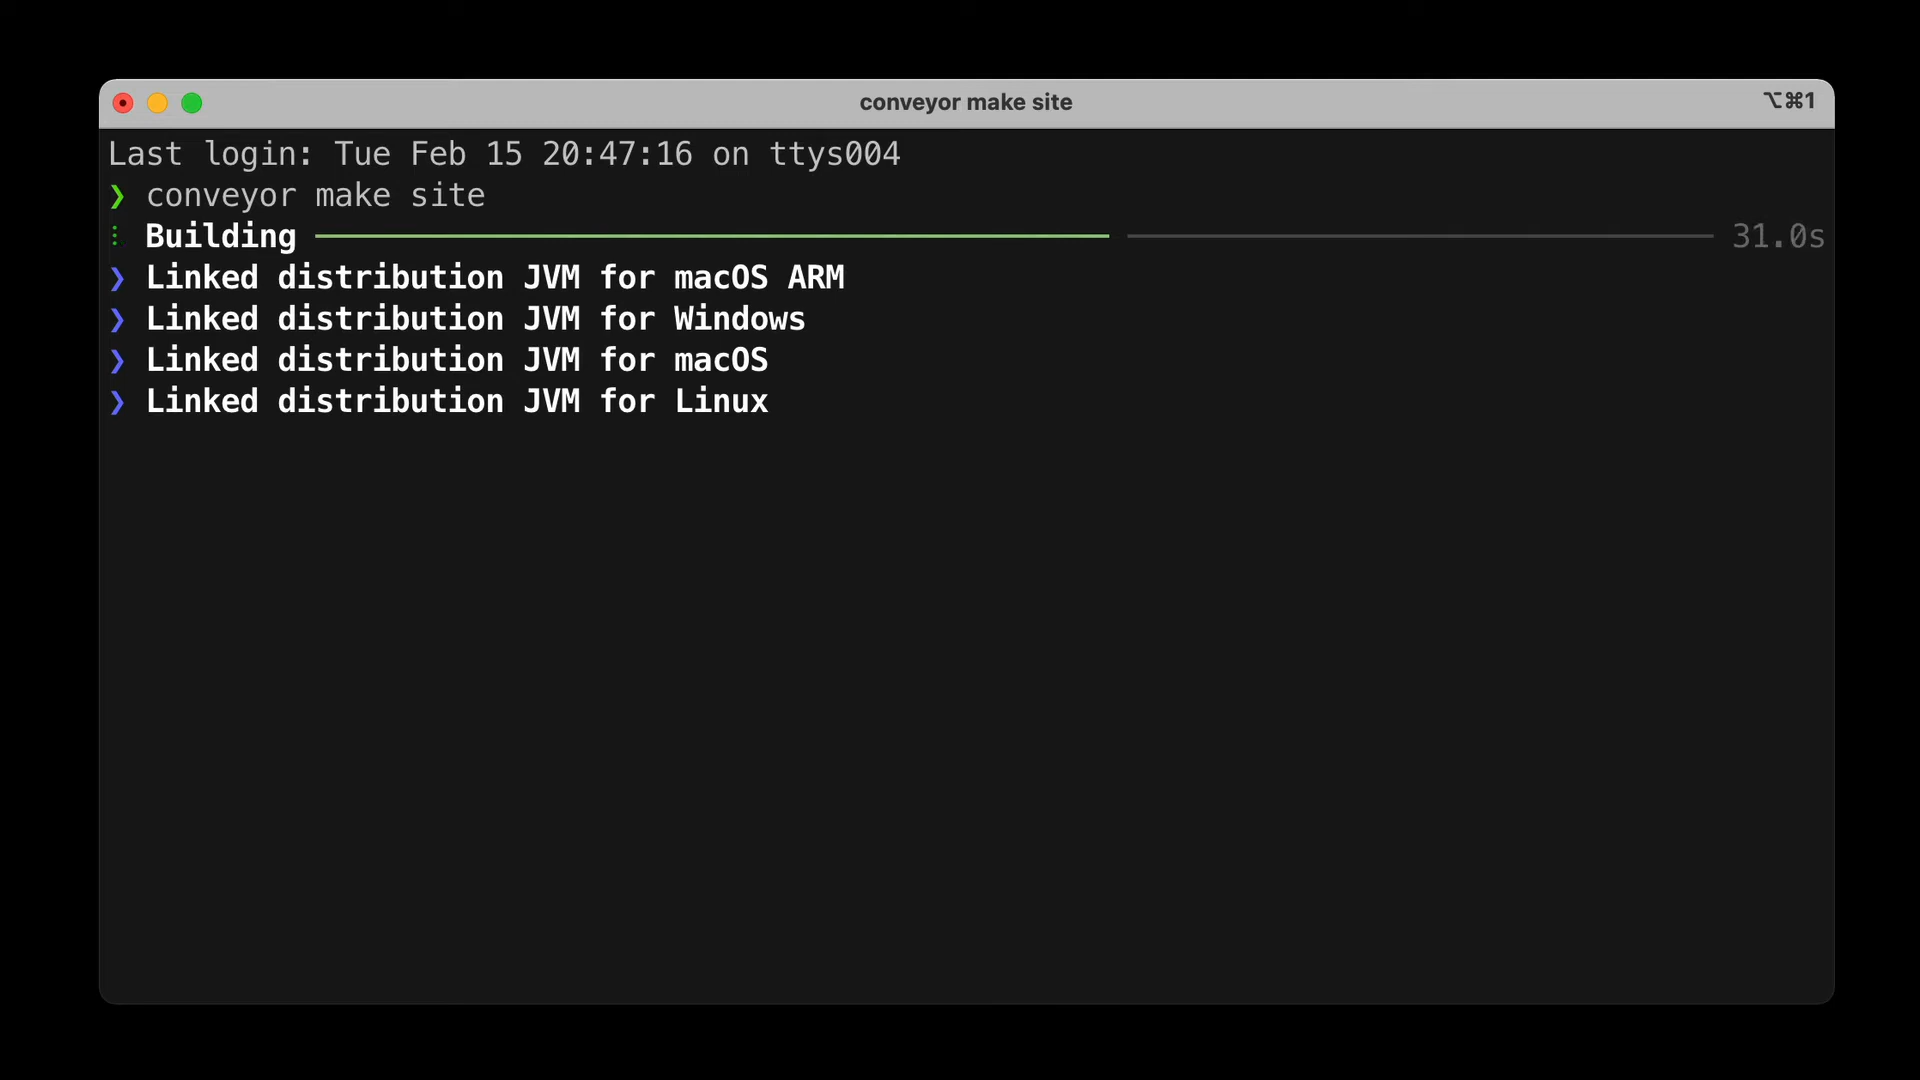 conveyor make site ⌥⌘1
Last login: Tue Feb 15 20:47:16 on ttys004
❯ conveyor make site
⋮ Building 31.0s
❯ Linked distribution JVM for macOS ARM
❯ Linked distribution JVM for Windows
❯ Linked distribution JVM for macOS
❯ Linked distribution JVM for Linux